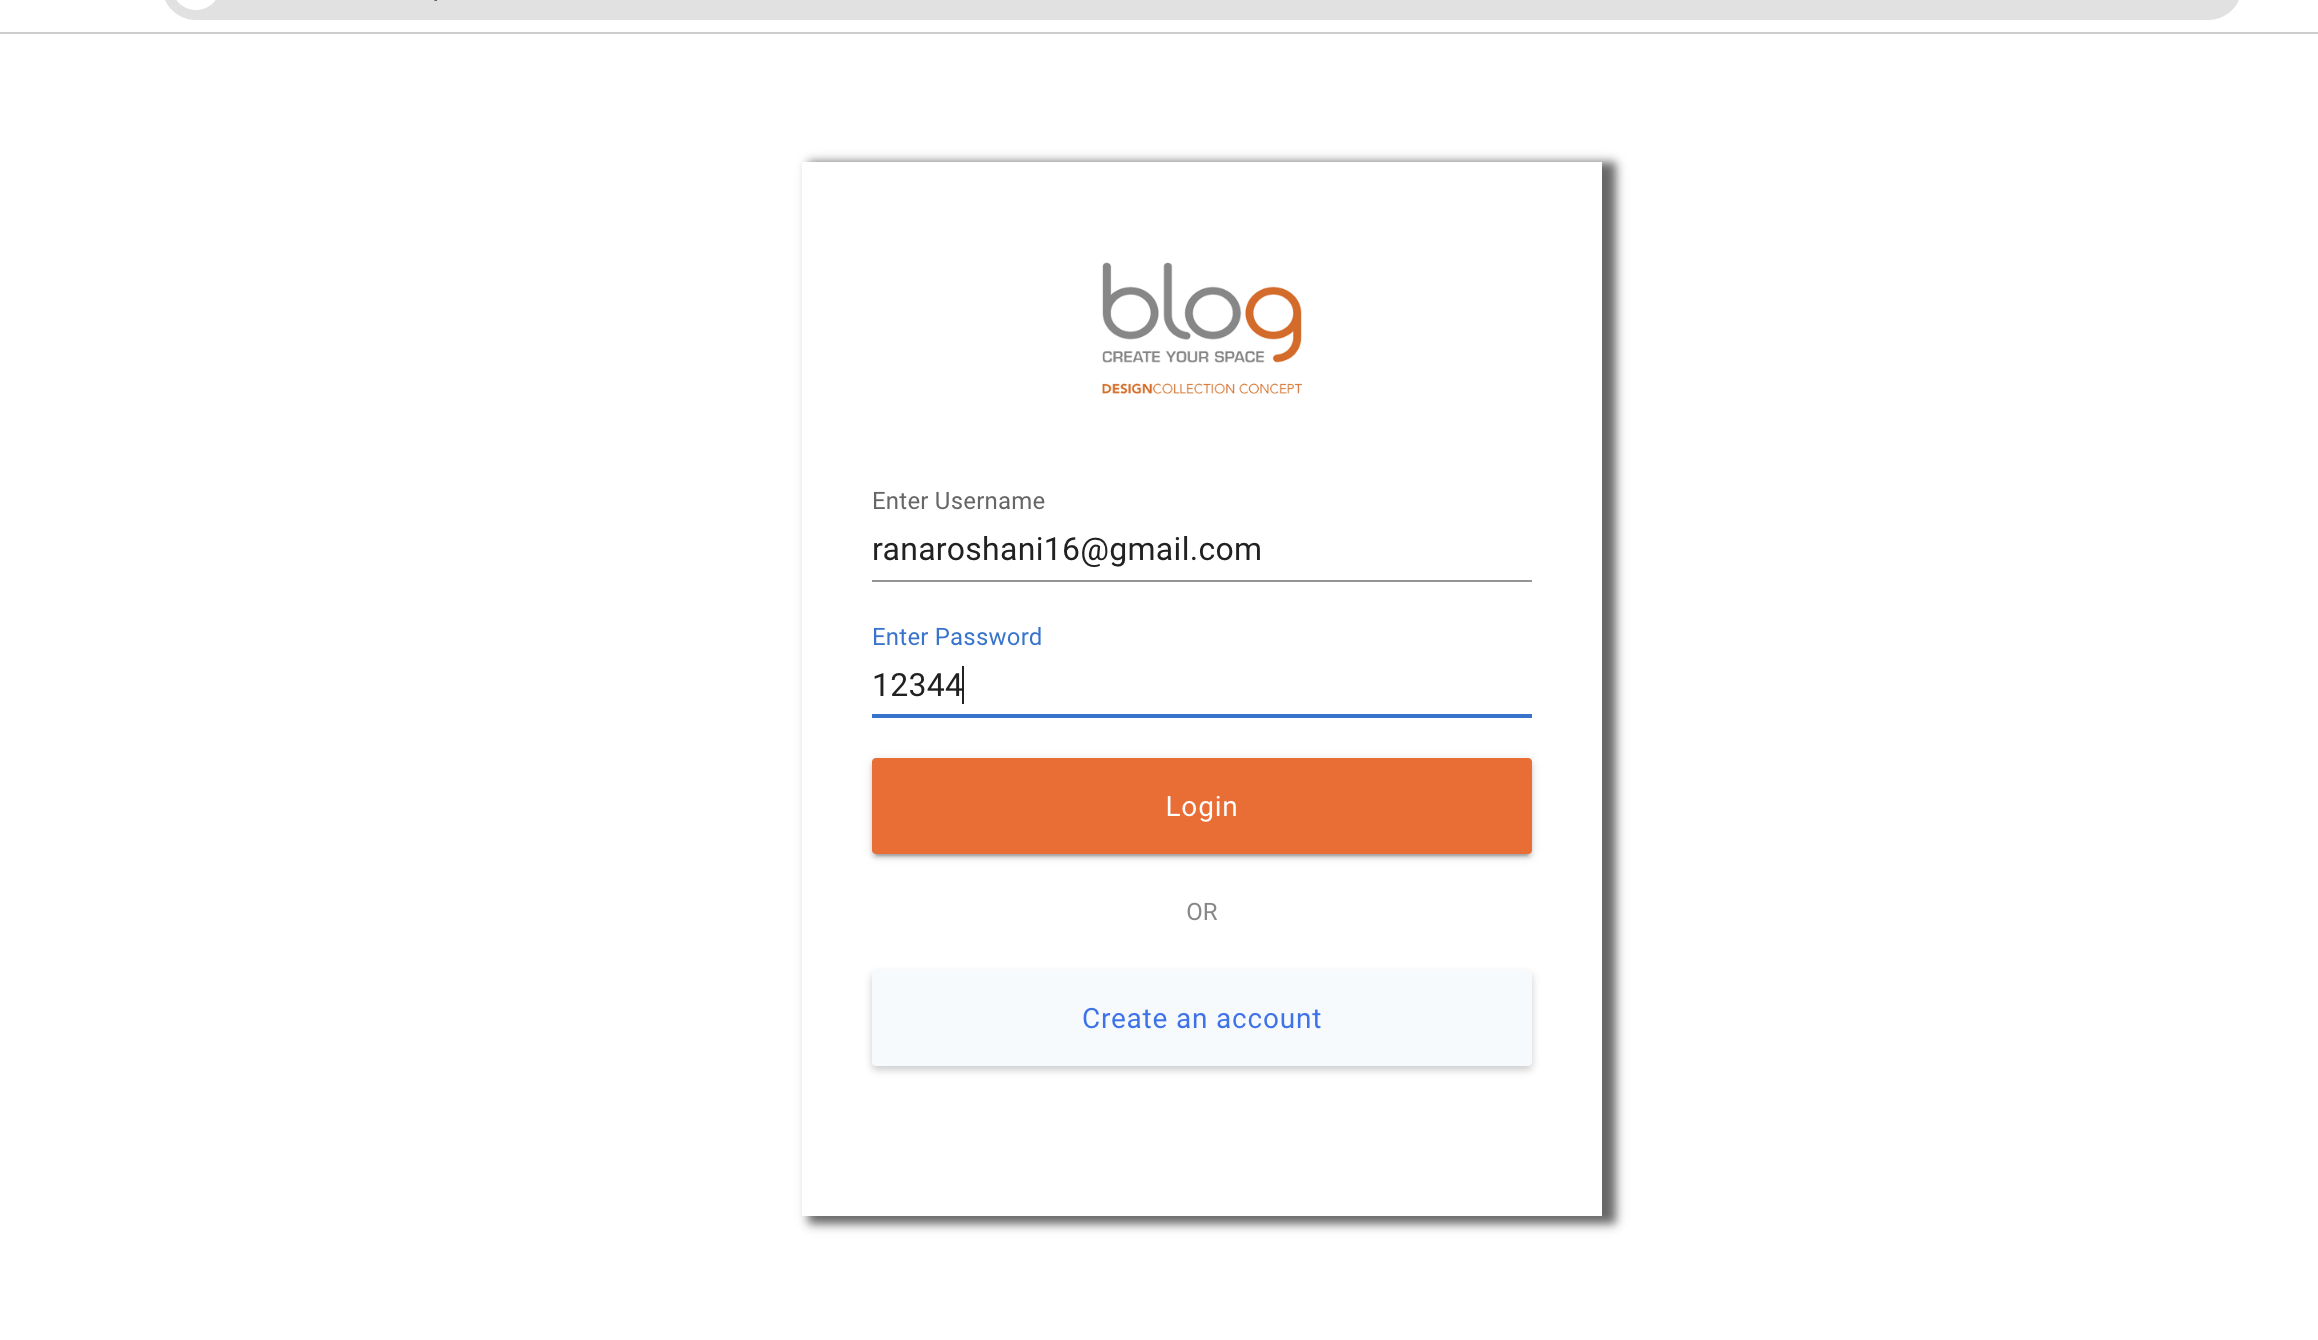 blog
CREATE YOUR SPACE
DESIGNCOLLECTION CONCEPT
Enter Username
ranaroshani16@gmail.com
Enter Password
12344
Login
OR
Create an account